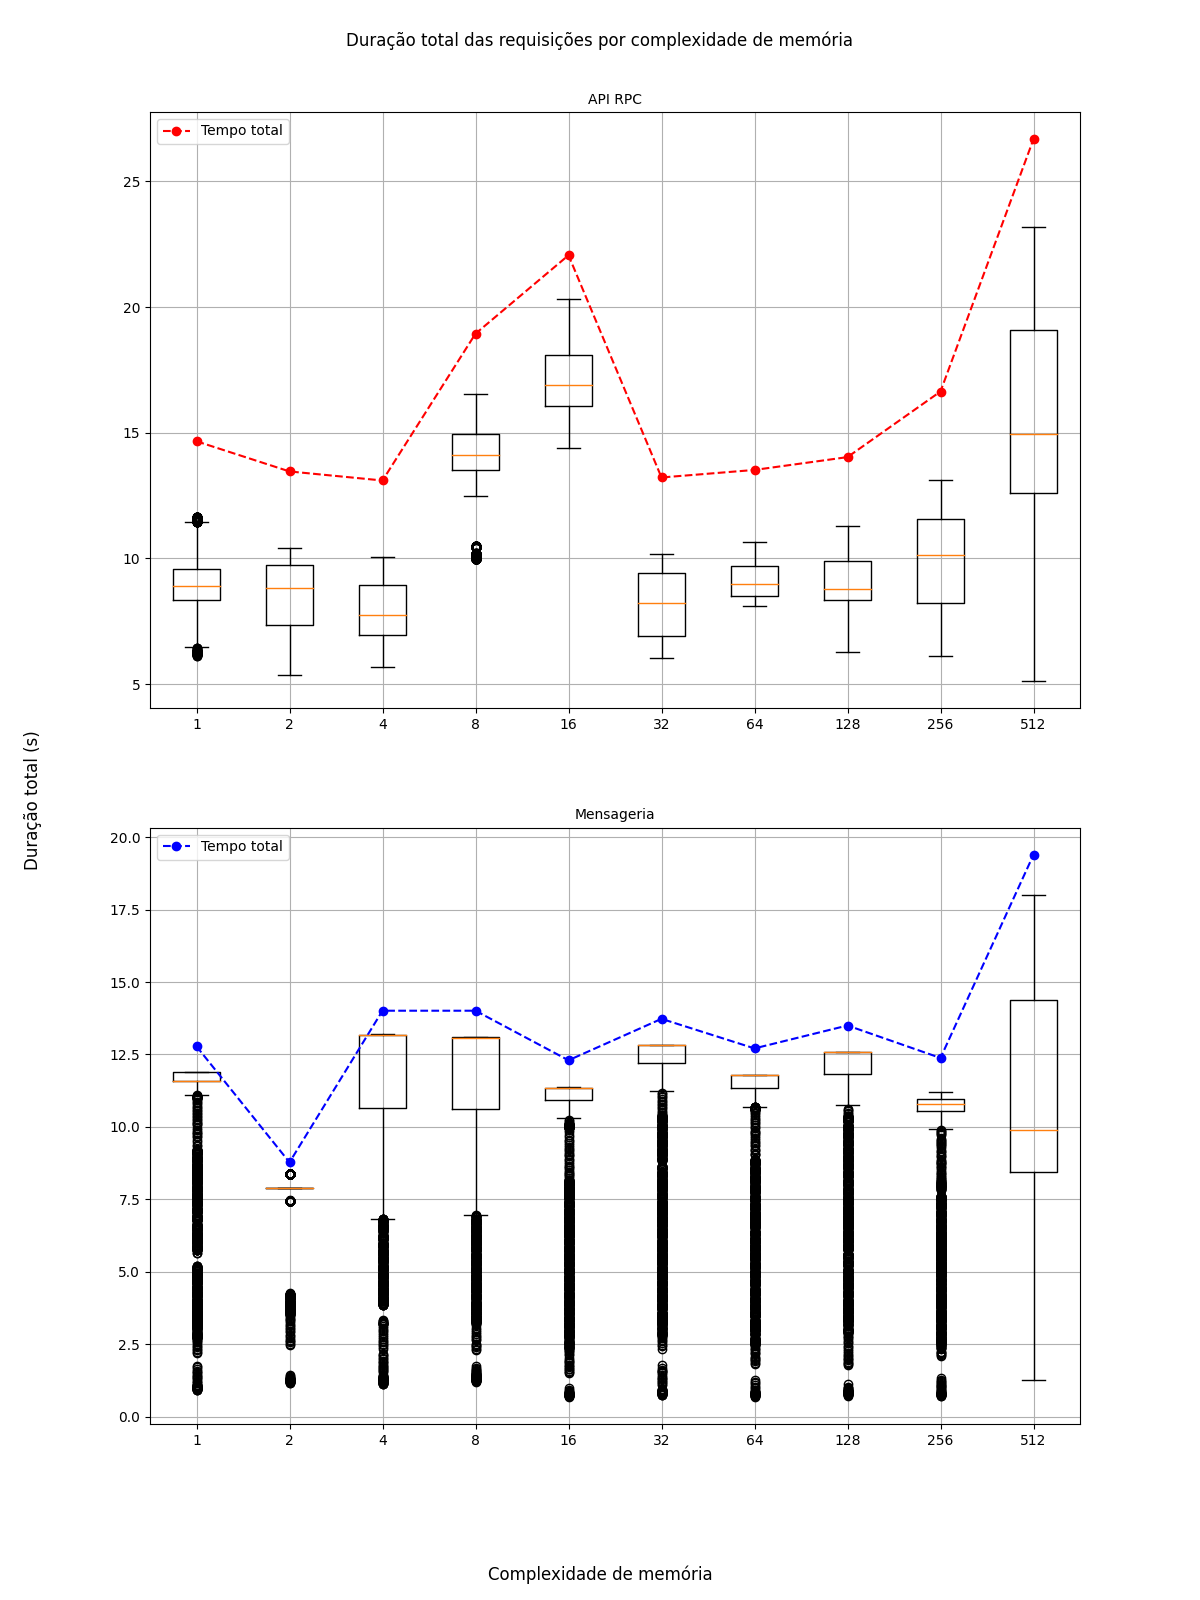 Duração total das requisições por complexidade de memória
API RPC
Tempo total
25
20
15
10
5
1 2 4 8 16 32 64 128 256 512
Duração total (s)
Mensageria
Tempo total
20.0
17.5
15.0
12.5
10.0
7.5
5.0
2.5
0.0
1 2 4 8 16 32 64 128 256 512
Complexidade de memória